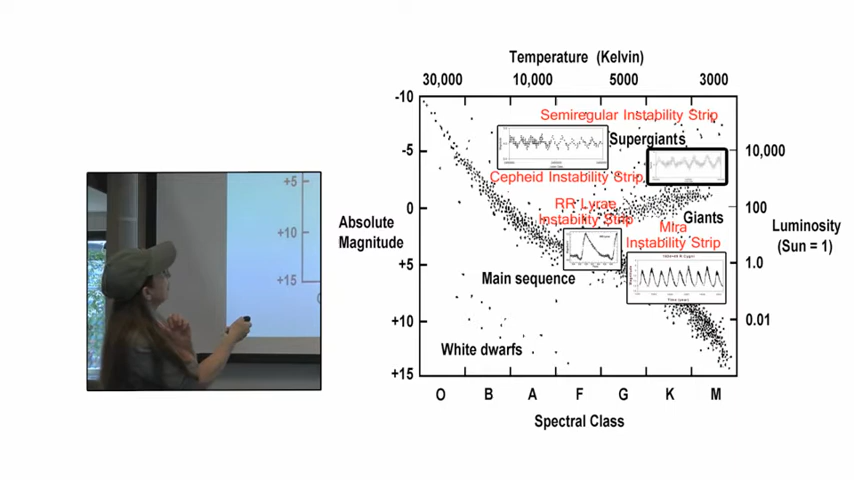 Temperature (Kelvin)
30,000 10,000 5000 3000
-10
Semiregular Instability Strip
Supergiants
-5
10,000
Cepheid Instability Strip
RR Lyrae
Instability Strip
0
100
Giants
Absolute
Magnitude
Mira
Instability Strip
Luminosity
(Sun = 1)
+5
1.0
Main sequence
+10
0.01
White dwarfs
+15
O B A F G K M
Spectral Class
+5
+10
+15